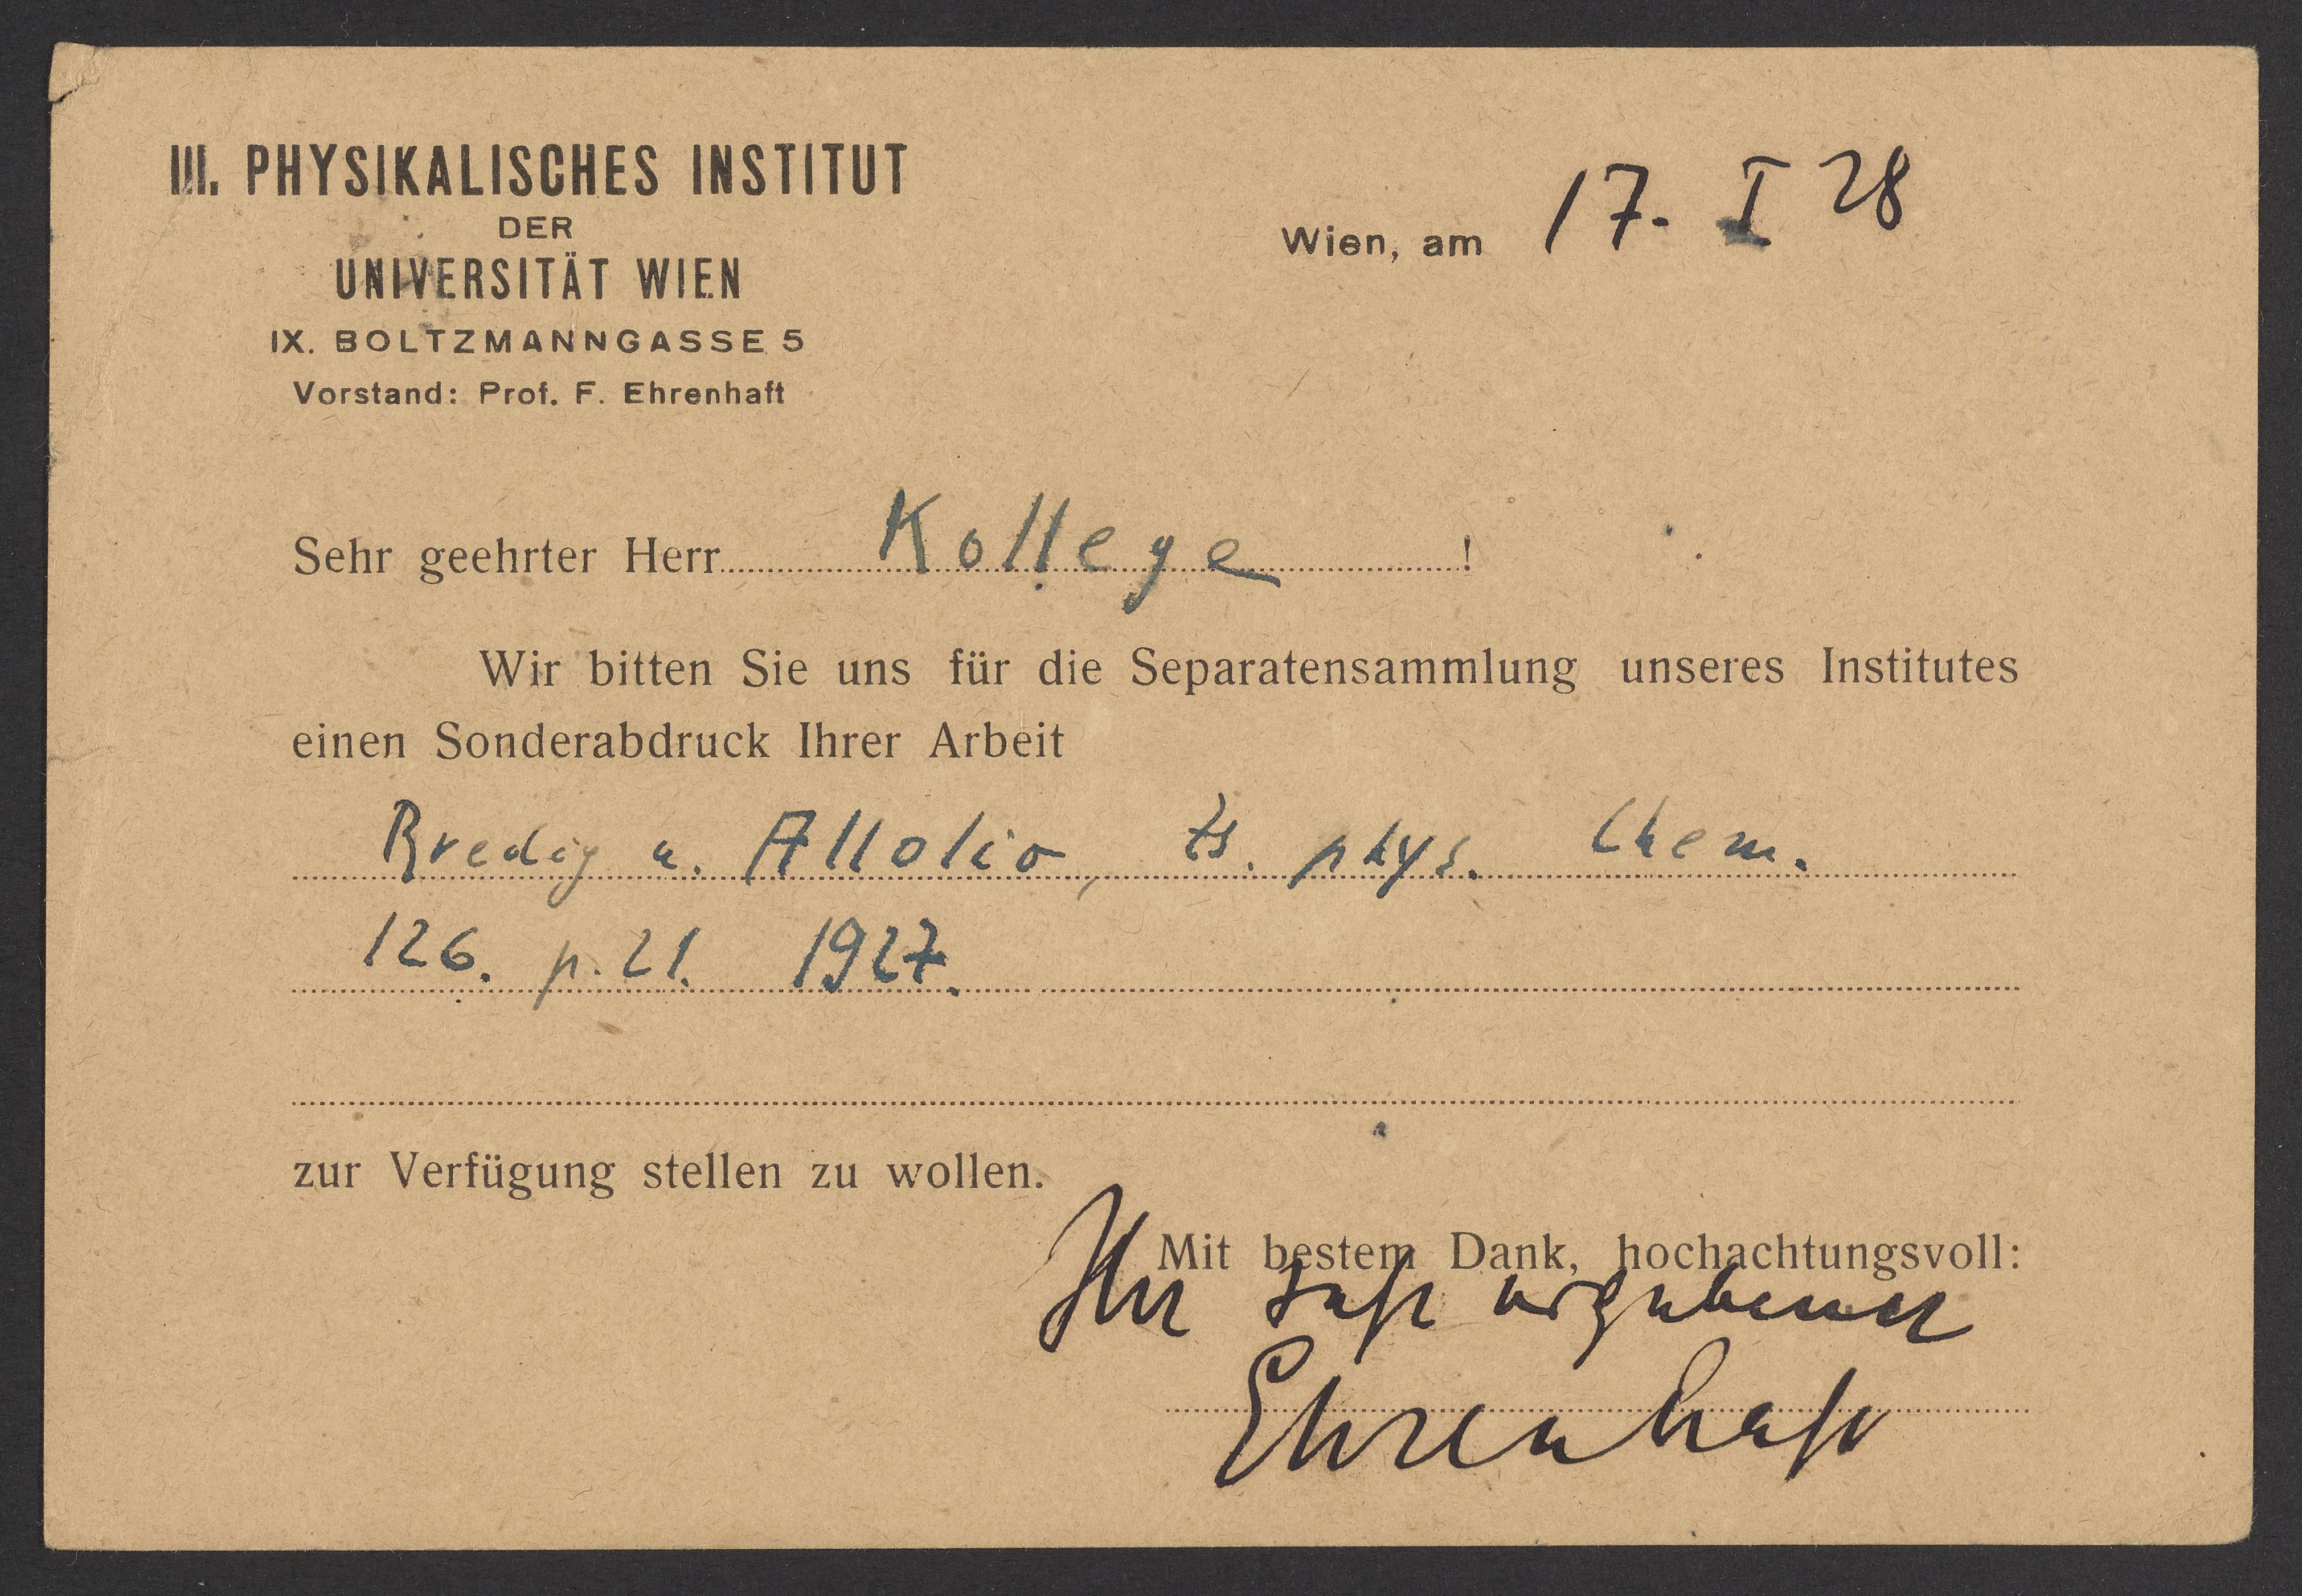 III. PHYSIKALISCHES INSTITUT
DER
UNIVERSITÄT WIEN
IX. BOLTZMANNGASSE 5
Vorstand: Prof. F. Ehrenhaft
Wien, am 17. I 28
Sehr geehrter Herr Kollege !
Wir bitten Sie uns für die Separatensammlung unseres Institutes
einen Sonderabdruck Ihrer Arbeit
Bredig u. Allolio, Zs. phys. Chem.
126. p. 21. 1927.
zur Verfügung stellen zu wollen.
Mit bestem Dank, hochachtungsvoll:
Ihr sehr ergebener
Ehrenhaft